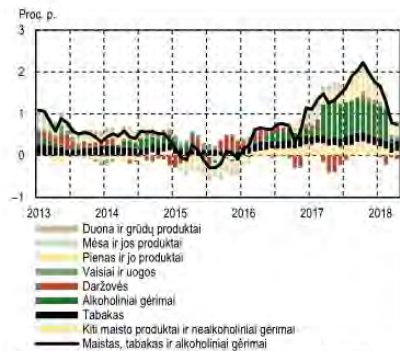 Proc. p.
3
2
1
0
−1
2013 2014 2015 2016 2017 2018
Duona ir grūdų produktai
Mėsa ir jos produktai
Pienas ir jo produktai
Vaisiai ir uogos
Daržovės
Alkoholiniai gėrimai
Tabakas
Kiti maisto produktai ir nealkoholiniai gėrimai
Maistas, tabakas ir alkoholiniai gėrimai